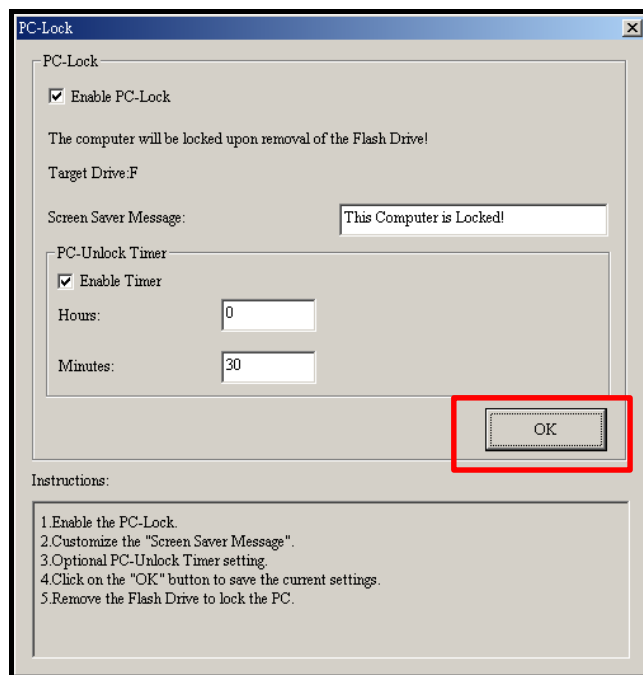 PC-Lock
PC-Lock
Enable PC-Lock
The computer will be locked upon removal of the Flash Drive!
Target Drive:F
Screen Saver Message: This Computer is Locked!
PC-Unlock Timer
Enable Timer
Hours: 0
Minutes: 30
OK
Instructions:
1.Enable the PC-Lock.
2.Customize the "Screen Saver Message".
3.Optional PC-Unlock Timer setting.
4.Click on the "OK" button to save the current settings.
5.Remove the Flash Drive to lock the PC.